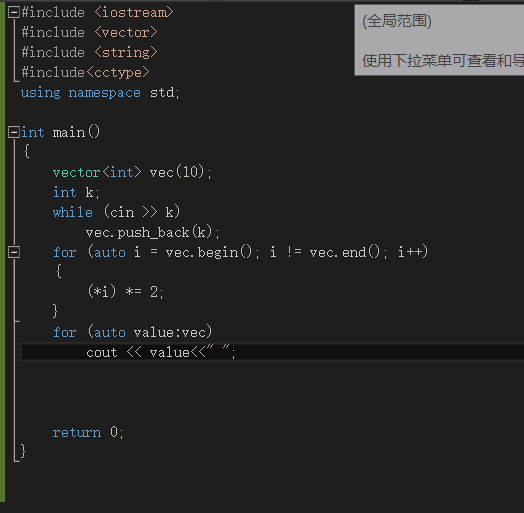 #include <iostream>
#include <vector>
#include <string>
#include<cctype>
using namespace std;
(全局范围)
使用下拉菜单可查看和导
int main()
{
vector<int> vec(10);
int k;
while (cin >> k)
vec.push_back(k);
for (auto i = vec.begin(); i != vec.end(); i++)
{
(*i) *= 2;
}
for (auto value:vec)
cout << value<<" ";
return 0;
}